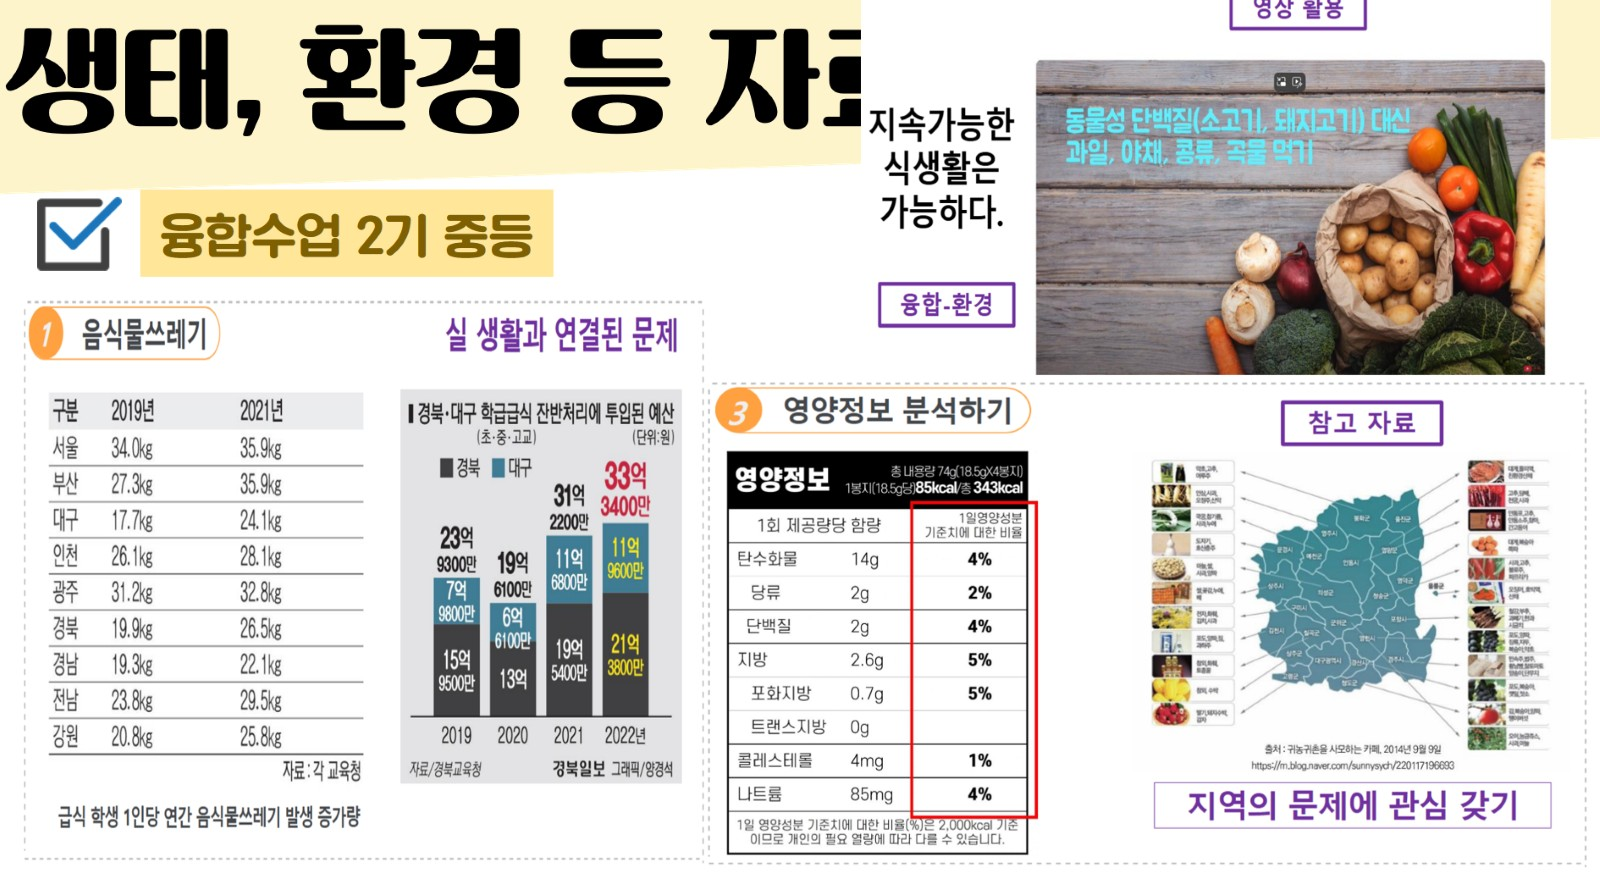 생태, 환경 등 자료
융합수업 2기 중등
1 음식물쓰레기
실 생활과 연결된 문제
구분 2019년 2021년
서울 34.0kg 35.9kg
부산 27.3kg 35.9kg
대구 17.7kg 24.1kg
인천 26.1kg 28.1kg
광주 31.2kg 32.8kg
경북 19.9kg 26.5kg
경남 19.3kg 22.1kg
전남 23.8kg 29.5kg
강원 20.8kg 25.8kg
자료:각 교육청
급식 학생 1인당 연간 음식물쓰레기 발생 증가량
경북·대구 학급급식 잔반처리에 투입된 예산
(초·중·고교) (단위:원)
경북 대구
23억
9300만
7억
9800만
15억
9500만
19억
6100만
6억
6100만
13억
31억
2200만
11억
6800만
19억
5400만
33억
3400만
11억
9600만
21억
3800만
2019 2020 2021 2022년
자료/경북교육청 경북일보 그래픽/양경석
영상 활용
지속가능한
식생활은
가능하다.
융합-환경
동물성 단백질(소고기, 돼지고기) 대신
과일, 야채, 콩류, 곡물 먹기
3 영양정보 분석하기
영양정보
총 내용량 74g(18.5gX4봉지)
1봉지(18.5g당)85kcal/총 343kcal
1회 제공량당 함량
1일영양성분
기준치에 대한 비율
탄수화물 14g 4%
당류 2g 2%
단백질 2g 4%
지방 2.6g 5%
포화지방 0.7g 5%
트랜스지방 0g
콜레스테롤 4mg 1%
나트륨 85mg 4%
1일 영양성분 기준치에 대한 비율(%)은 2,000kcal 기준
이므로 개인의 필요 열량에 따라 다를 수 있습니다.
참고 자료
출처 : 귀농귀촌을 사모하는 카페, 2014년 9월 9일
https://m.blog.naver.com/sunnysych/220117196693
지역의 문제에 관심 갖기